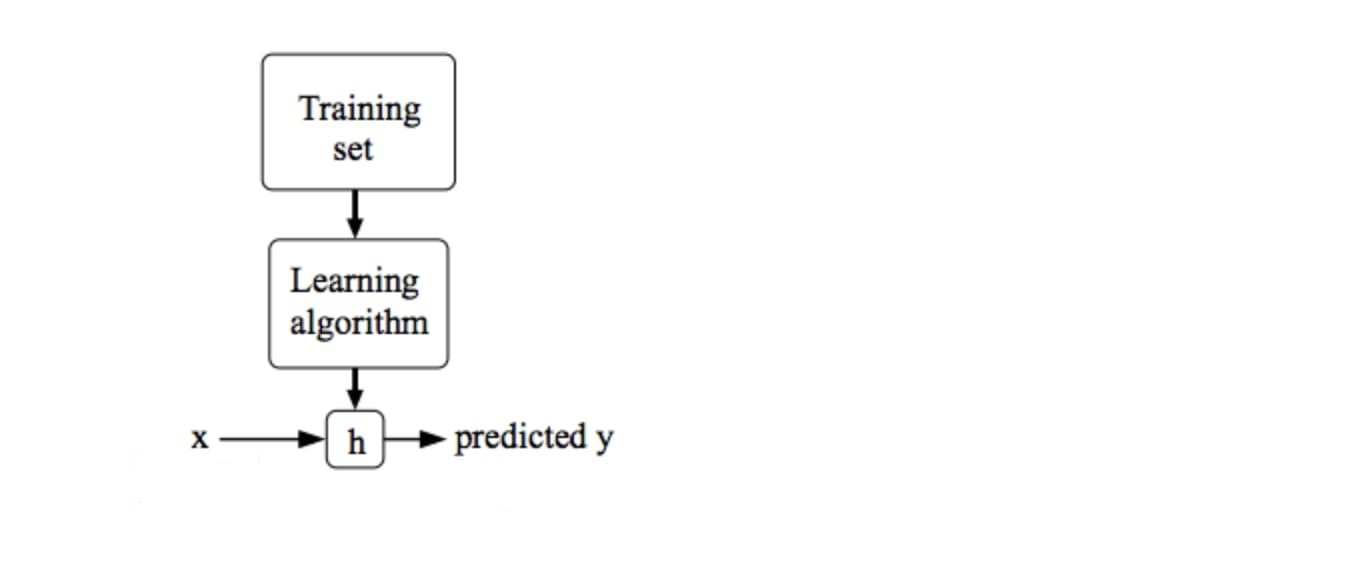 Training
set
Learning
algorithm
x
h
predicted y